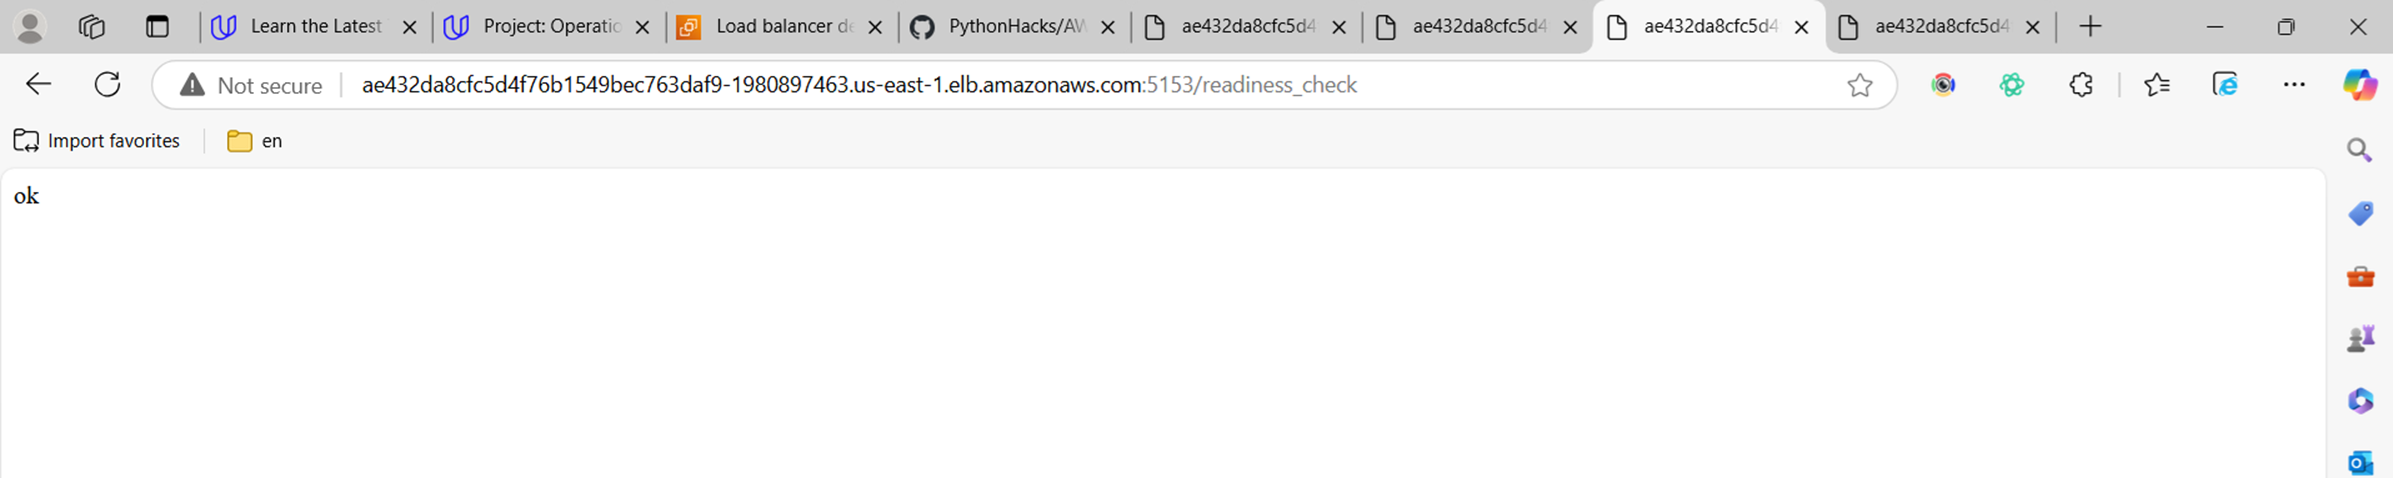 Learn the Latest
Project: Operatio
Load balancer de
PythonHacks/AW
ae432da8cfc5d4
ae432da8cfc5d4
ae432da8cfc5d4
ae432da8cfc5d4
Not secure
ae432da8cfc5d4f76b1549bec763daf9-1980897463.us-east-1.elb.amazonaws.com:5153/readiness_check
Import favorites
en
ok